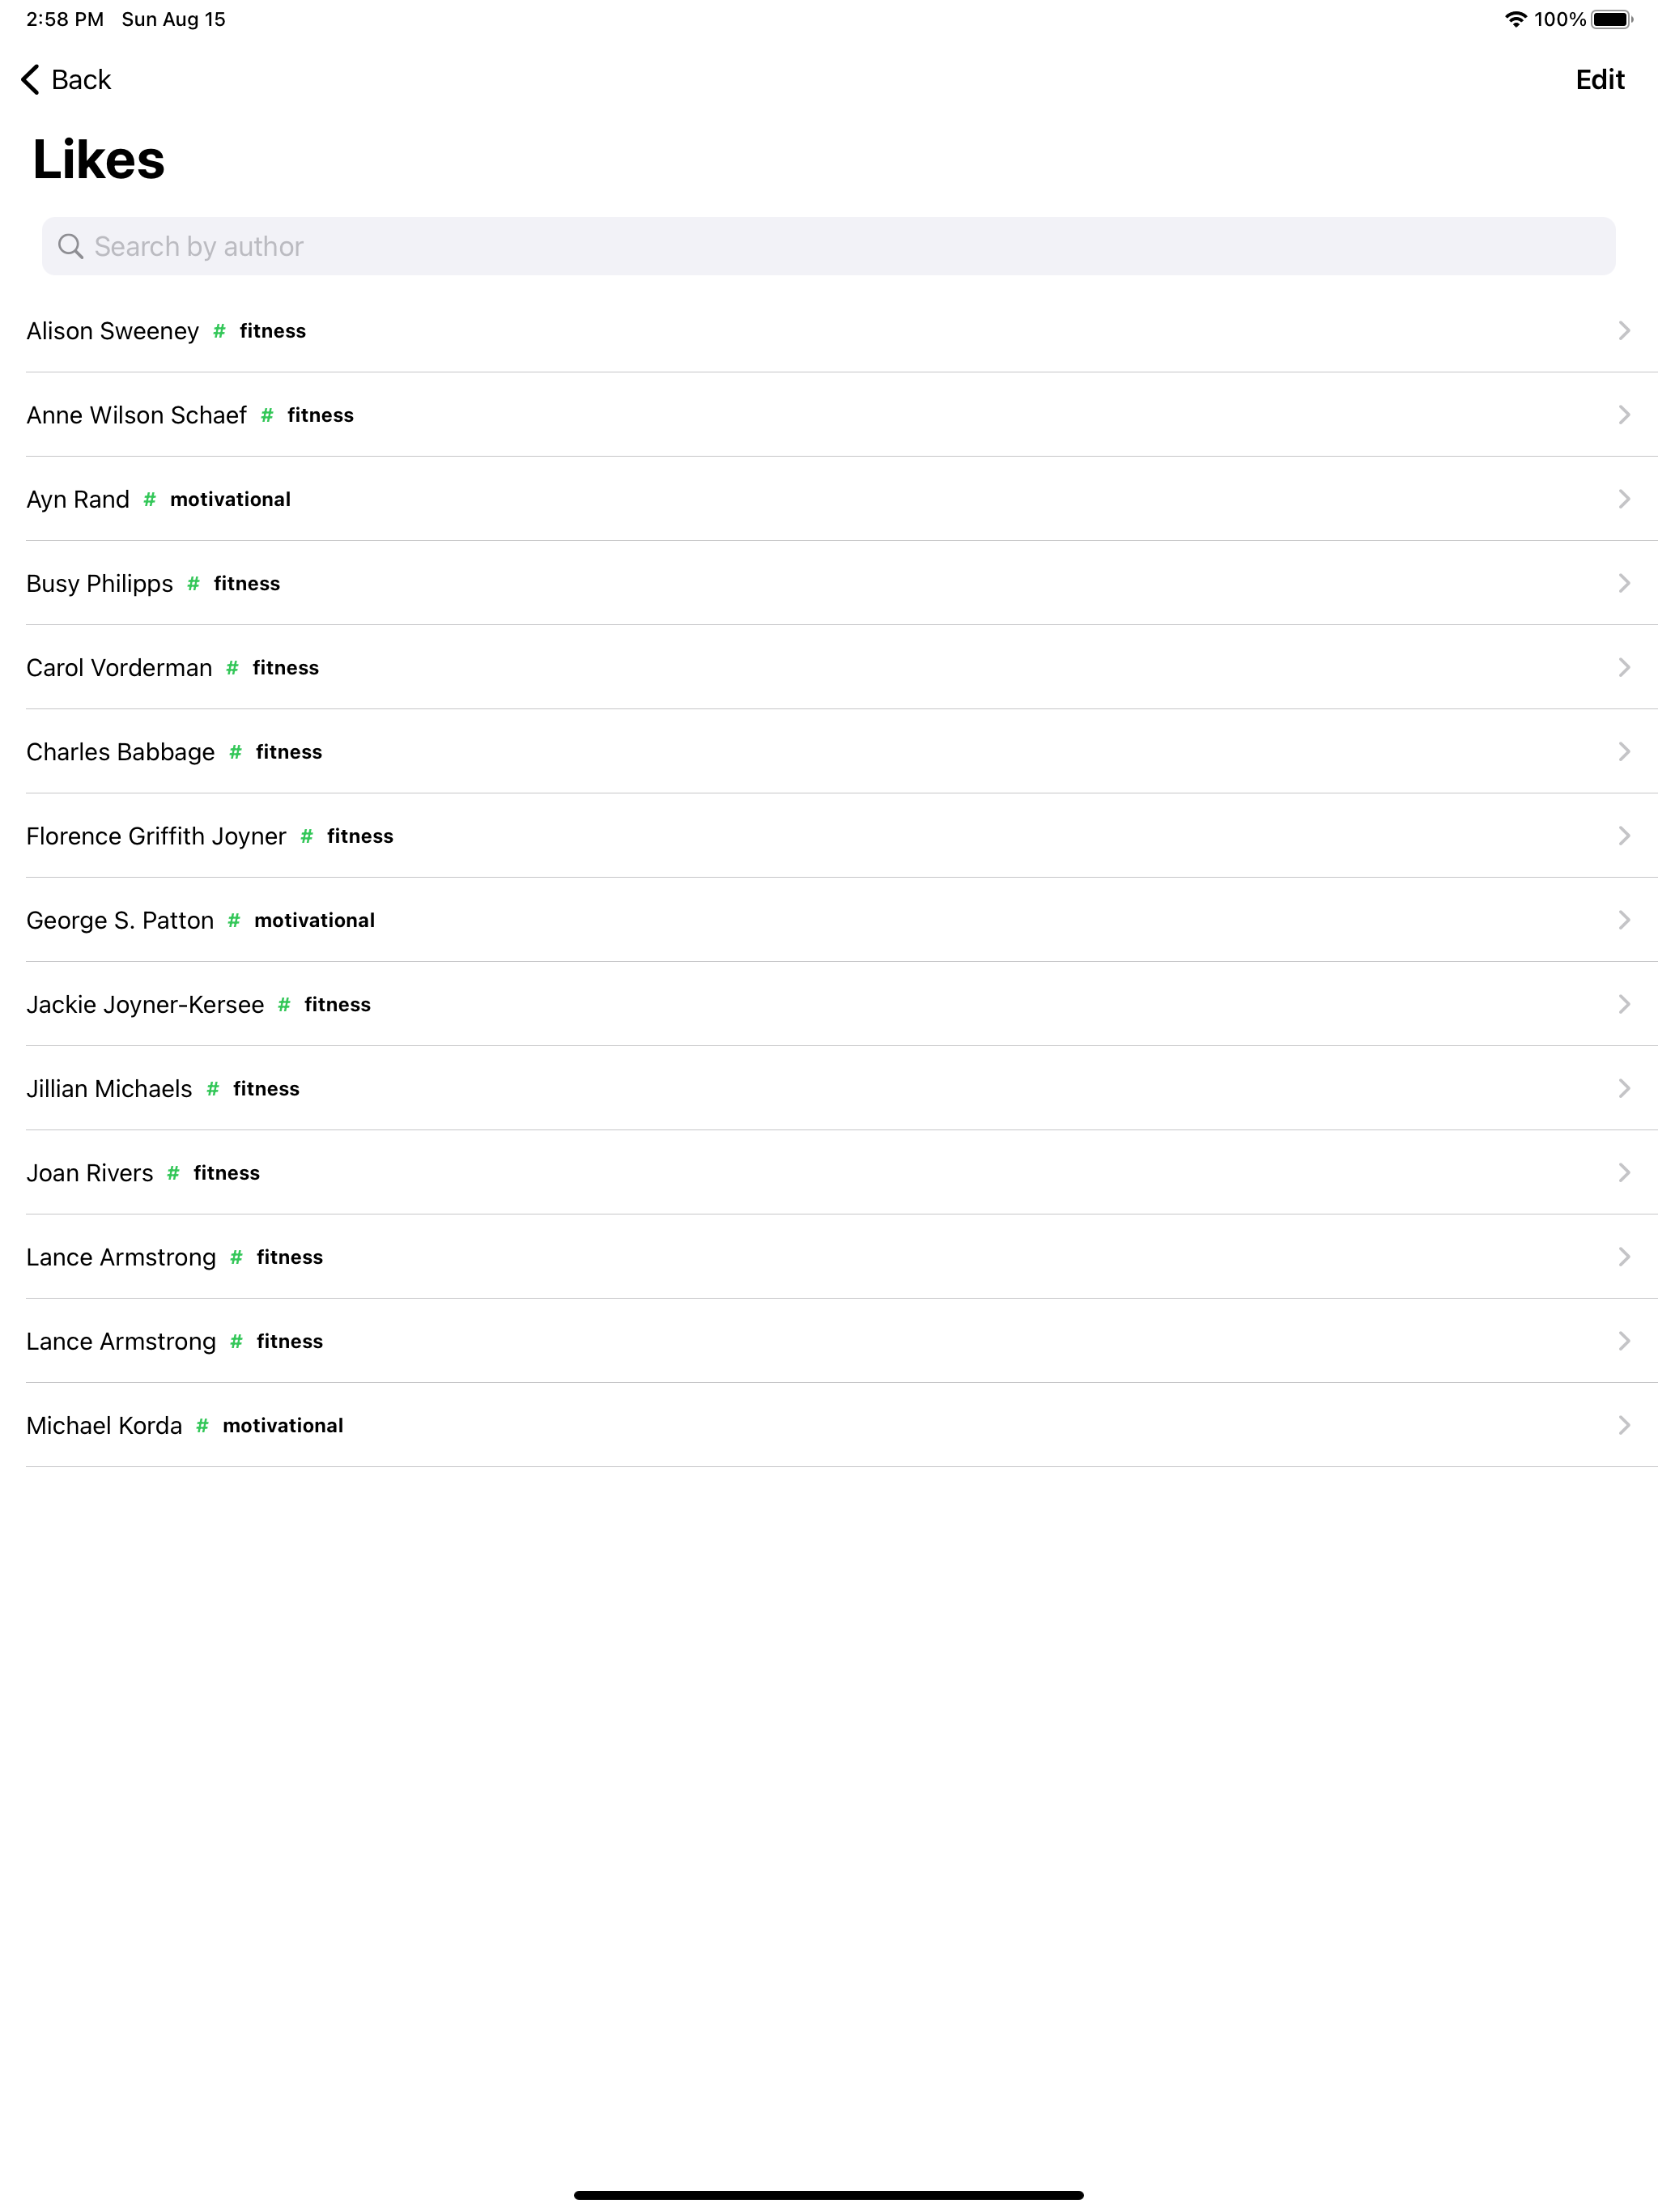 2:58 PM Sun Aug 15 100%
Back Edit
Likes
Search by author
Alison Sweeney # fitness
Anne Wilson Schaef # fitness
Ayn Rand # motivational
Busy Philipps # fitness
Carol Vorderman # fitness
Charles Babbage # fitness
Florence Griffith Joyner # fitness
George S. Patton # motivational
Jackie Joyner-Kersee # fitness
Jillian Michaels # fitness
Joan Rivers # fitness
Lance Armstrong # fitness
Lance Armstrong # fitness
Michael Korda # motivational